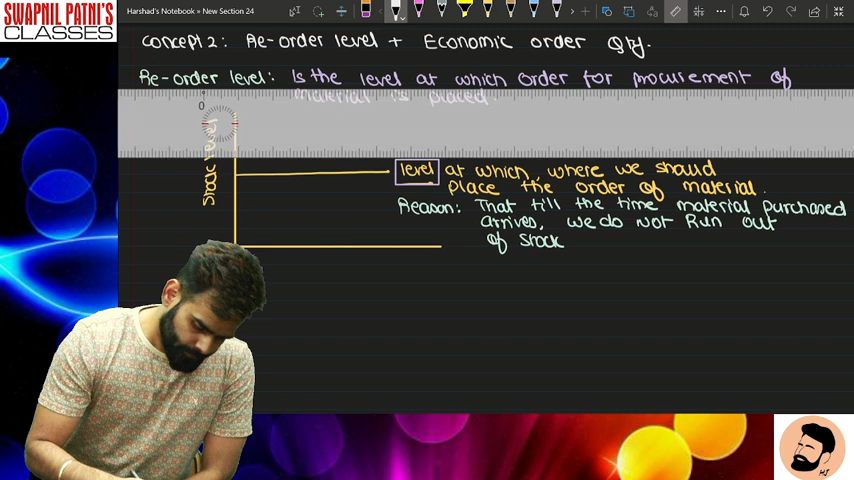 SWAPNIL PATNI'S
CLASSES
Harshad's Notebook » New Section 24
Concept 2: Re-order level + Economic order Qty.
Re-order level: Is the level at which order for procurement of
material is placed.
0
Stock Level
level at which, where we should
place the order of material.
Reason: That till the time material purchased
arrives, we do not Run out
of stock
HS